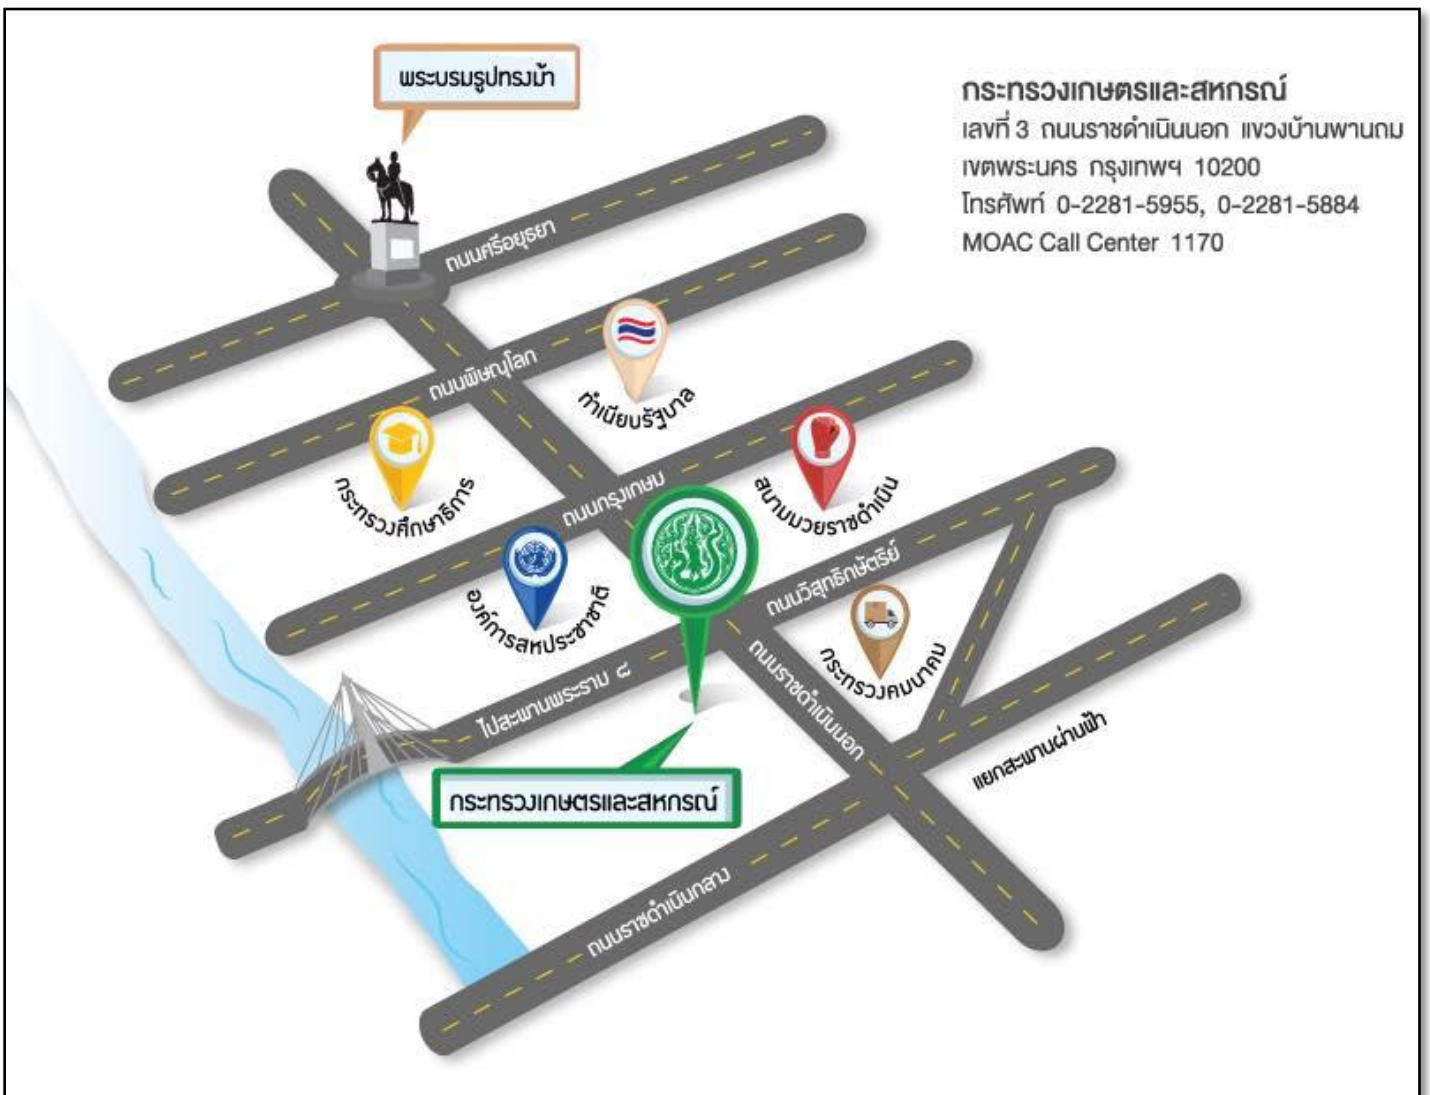 พระบรมรูปทรงม้า
กระทรวงเกษตรและสหกรณ์
เลขที่ 3 ถนนราชดำเนินนอก แขวงบ้านพานถม
เขตพระนคร กรุงเทพฯ 10200
โทรศัพท์ 0-2281-5955, 0-2281-5884
MOAC Call Center 1170
ถนนศรีอยุธยา
ถนนพิษณุโลก
ทำเนียบรัฐบาล
กระทรวงศึกษาธิการ
ถนนกรุงเกษม
สนามมวยราชดำเนิน
องค์การสหประชาชาติ
ถนนวิสุทธิกษัตริย์
กระทรวงคมนาคม
ไปสะพานพระราม ๘
ถนนราชดำเนินนอก
แยกสะพานผ่านฟ้า
กระทรวงเกษตรและสหกรณ์
ถนนราชดำเนินกลาง